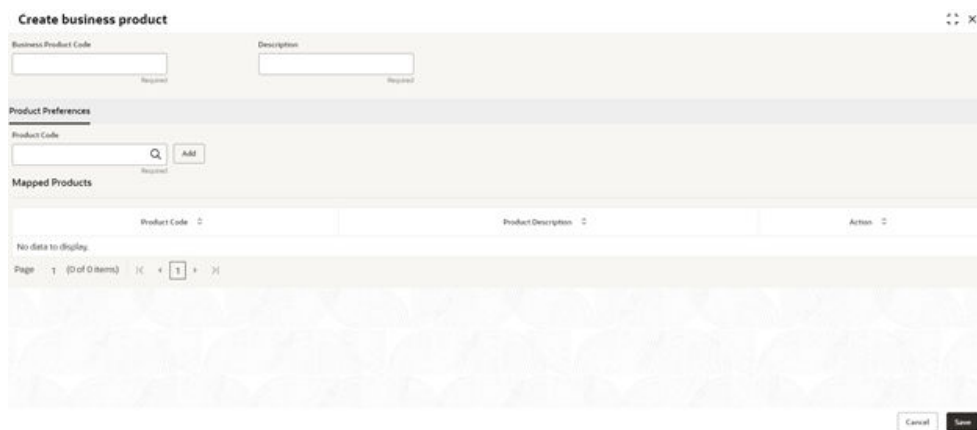 Create business product
Business Product Code Description
Required Required
Product Preferences
Product Code
Add
Required
Mapped Products
Product Code Product Description Action
No data to display.
Page 1 (0 of 0 items) 1
Cancel Save